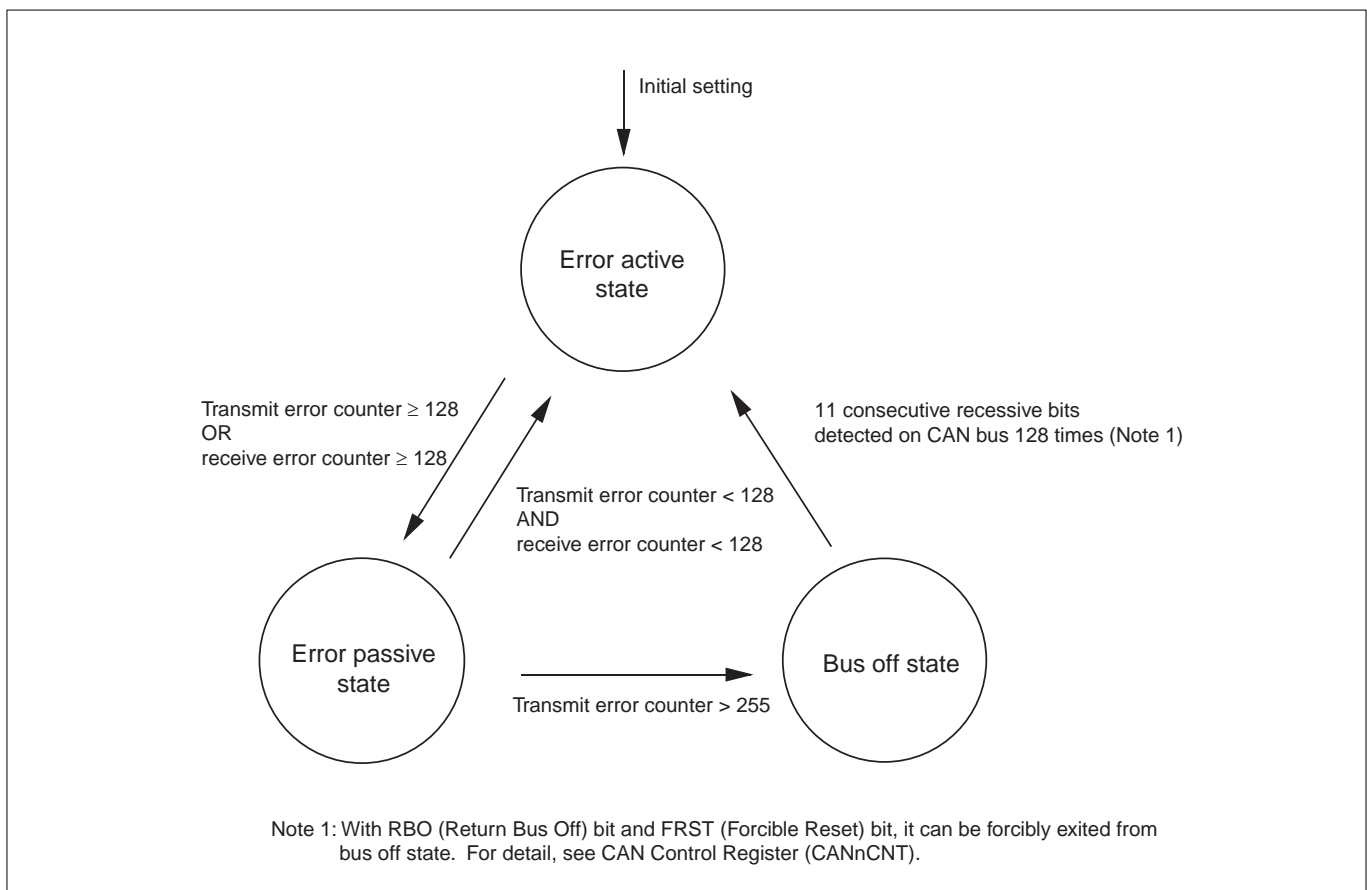 Initial setting
Error active
state
Transmit error counter ≥ 128
OR
receive error counter ≥ 128
11 consecutive recessive bits
detected on CAN bus 128 times (Note 1)
Transmit error counter < 128
AND
receive error counter < 128
Error passive
state
Transmit error counter > 255
Bus off state
Note 1: With RBO (Return Bus Off) bit and FRST (Forcible Reset) bit, it can be forcibly exited from
bus off state. For detail, see CAN Control Register (CANnCNT).